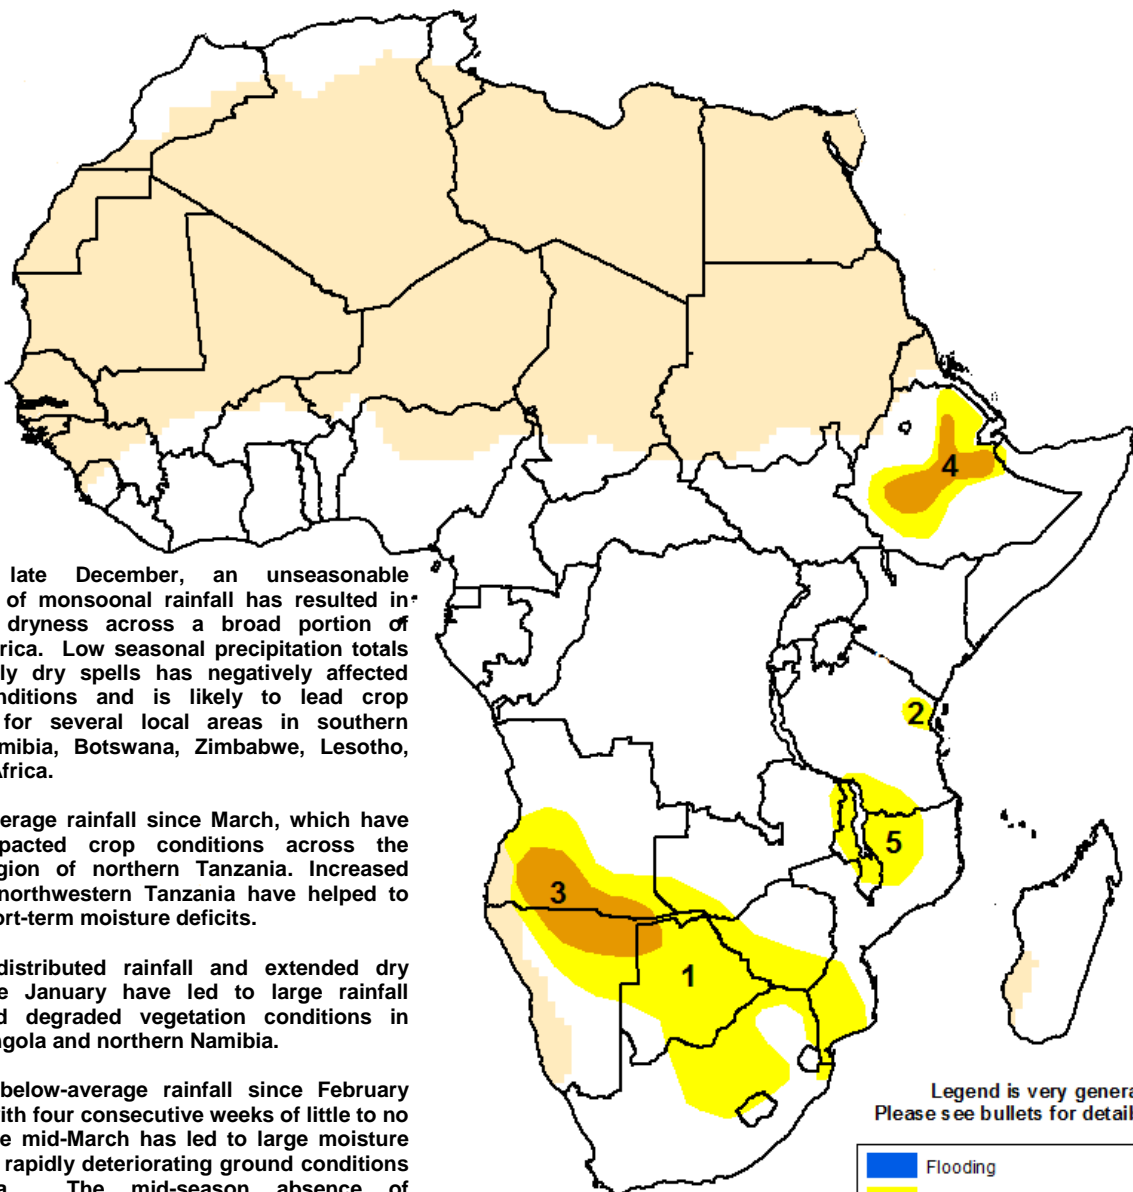 late December, an unseasonable
of monsoonal rainfall has resulted in
dryness across a broad portion of
rica. Low seasonal precipitation totals
ly dry spells has negatively affected
nditions and is likely to lead crop
for several local areas in southern
mibia, Botswana, Zimbabwe, Lesotho,
Africa.
erage rainfall since March, which have
pacted crop conditions across the
gion of northern Tanzania. Increased
northwestern Tanzania have helped to
ort-term moisture deficits.
distributed rainfall and extended dry
e January have led to large rainfall
d degraded vegetation conditions in
ngola and northern Namibia.
below-average rainfall since February
with four consecutive weeks of little to no
e mid-March has led to large moisture
rapidly deteriorating ground conditions
a. The mid-season absence of
4
2
5
3
1
Legend is very genera
Please see bullets for detail
Flooding